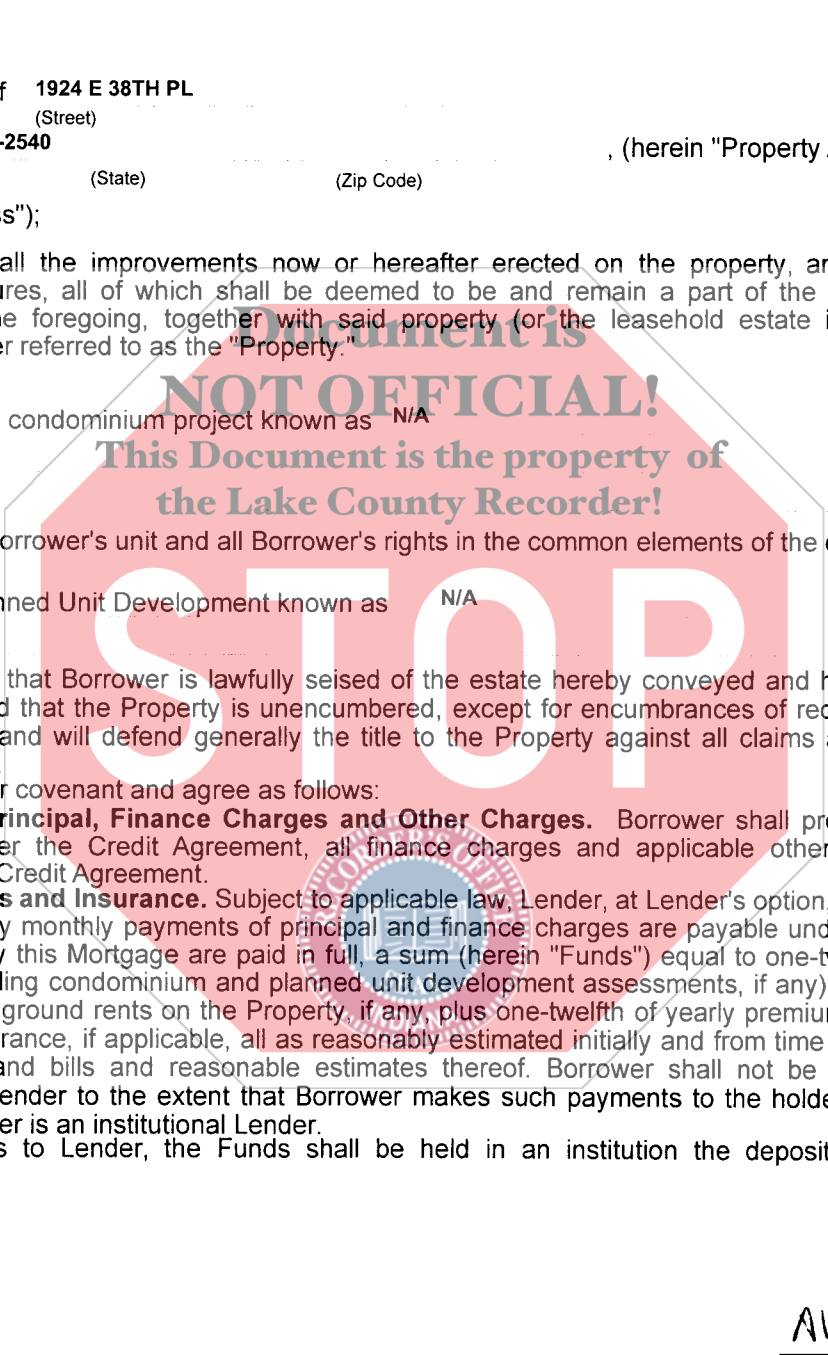 f 1924 E 38TH PL
(Street)
-2540
, (herein "Property
(State) (Zip Code)
s");
all the improvements now or hereafter erected on the property, an
ures, all of which shall be deemed to be and remain a part of the
e foregoing, together with said property (or the leasehold estate i
r referred to as the "Property."
Document is
NOT OFFICIAL!
condominium project known as N/A
This Document is the property of
the Lake County Recorder!
orrower's unit and all Borrower's rights in the common elements of the
nned Unit Development known as N/A
STOP
that Borrower is lawfully seised of the estate hereby conveyed and h
d that the Property is unencumbered, except for encumbrances of rec
and will defend generally the title to the Property against all claims
r covenant and agree as follows:
rincipal, Finance Charges and Other Charges. Borrower shall pr
er the Credit Agreement, all finance charges and applicable other
Credit Agreement.
s and Insurance. Subject to applicable law, Lender, at Lender's option,
y monthly payments of principal and finance charges are payable und
y this Mortgage are paid in full, a sum (herein "Funds") equal to one-tw
ling condominium and planned unit development assessments, if any)
ground rents on the Property, if any, plus one-twelfth of yearly premiu
rance, if applicable, all as reasonably estimated initially and from time
and bills and reasonable estimates thereof. Borrower shall not be
ender to the extent that Borrower makes such payments to the holde
er is an institutional Lender.
s to Lender, the Funds shall be held in an institution the deposit
RECORDER'S OFFICE
SEAL